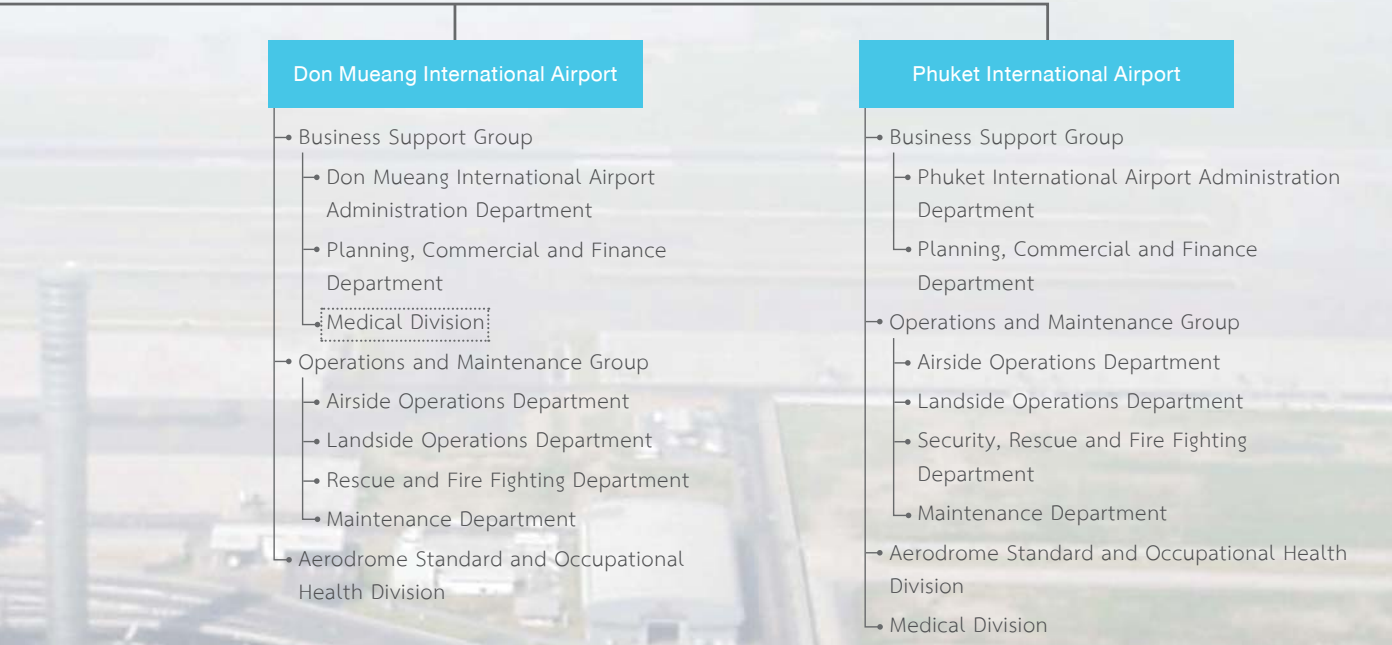 Don Mueang International Airport
Business Support Group
Don Mueang International Airport
Administration Department
Planning, Commercial and Finance
Department
Medical Division
Operations and Maintenance Group
Airside Operations Department
Landside Operations Department
Rescue and Fire Fighting Department
Maintenance Department
Aerodrome Standard and Occupational
Health Division
Phuket International Airport
Business Support Group
Phuket International Airport Administration
Department
Planning, Commercial and Finance
Department
Operations and Maintenance Group
Airside Operations Department
Landside Operations Department
Security, Rescue and Fire Fighting
Department
Maintenance Department
Aerodrome Standard and Occupational Health
Division
Medical Division